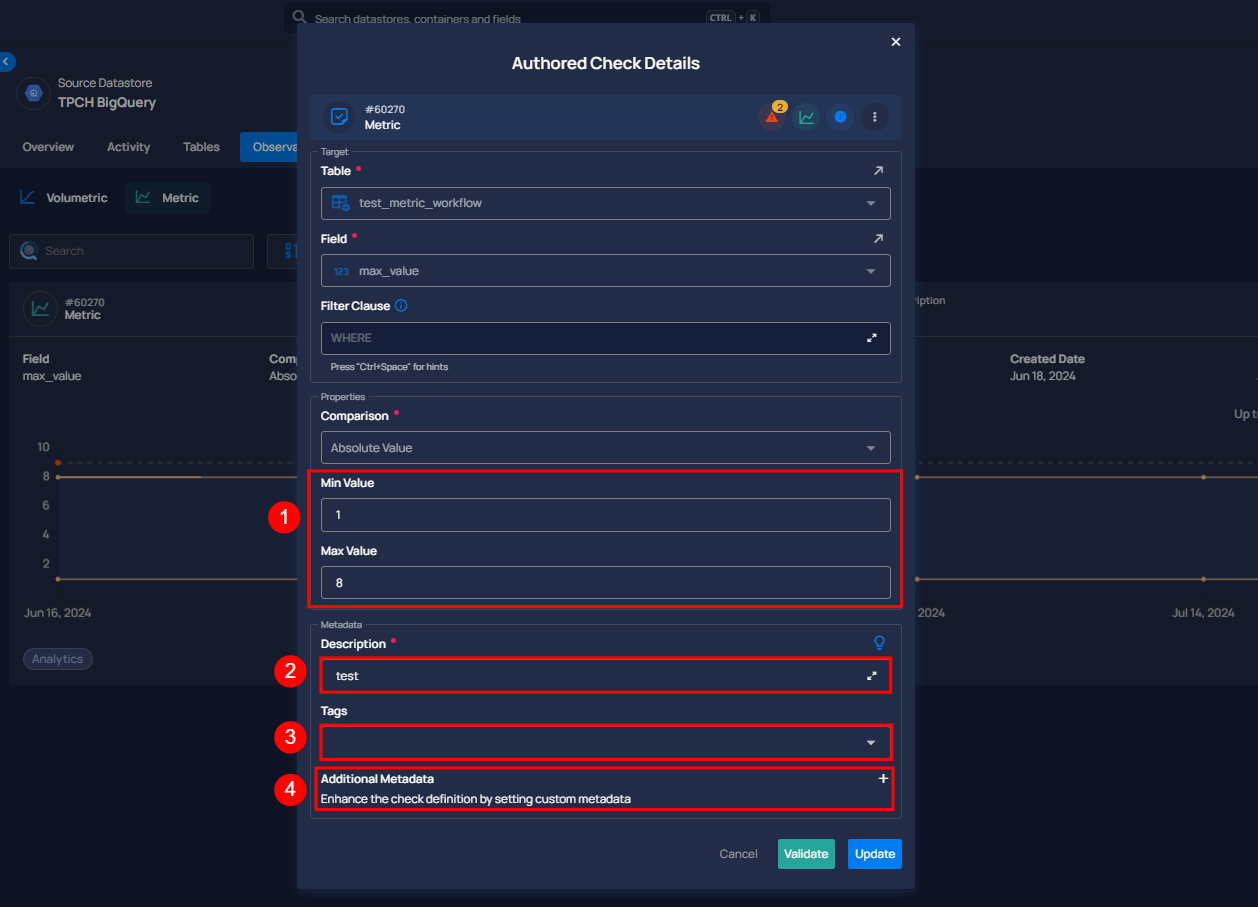 Search datastores, containers and fields CTRL + K
Authored Check Details
Source Datastore
TPCH BigQuery
Overview Activity Tables Observa
Volumetric Metric
Search
#60270
Metric
Field
max_value
Com
Abso
10
8
6
4
2
Jun 16, 2024
Analytics
#60270
Metric
2
Target
Table *
test_metric_workflow
Field *
123 max_value
Filter Clause
WHERE
Press "Ctrl+Space" for hints
Properties
Comparison *
Absolute Value
1
Min Value
1
Max Value
8
Metadata
Description *
2
test
Tags
3
4
Additional Metadata +
Enhance the check definition by setting custom metadata
Cancel Validate Update
ription
Created Date
Jun 18, 2024
Up to
2024
Jul 14, 2024